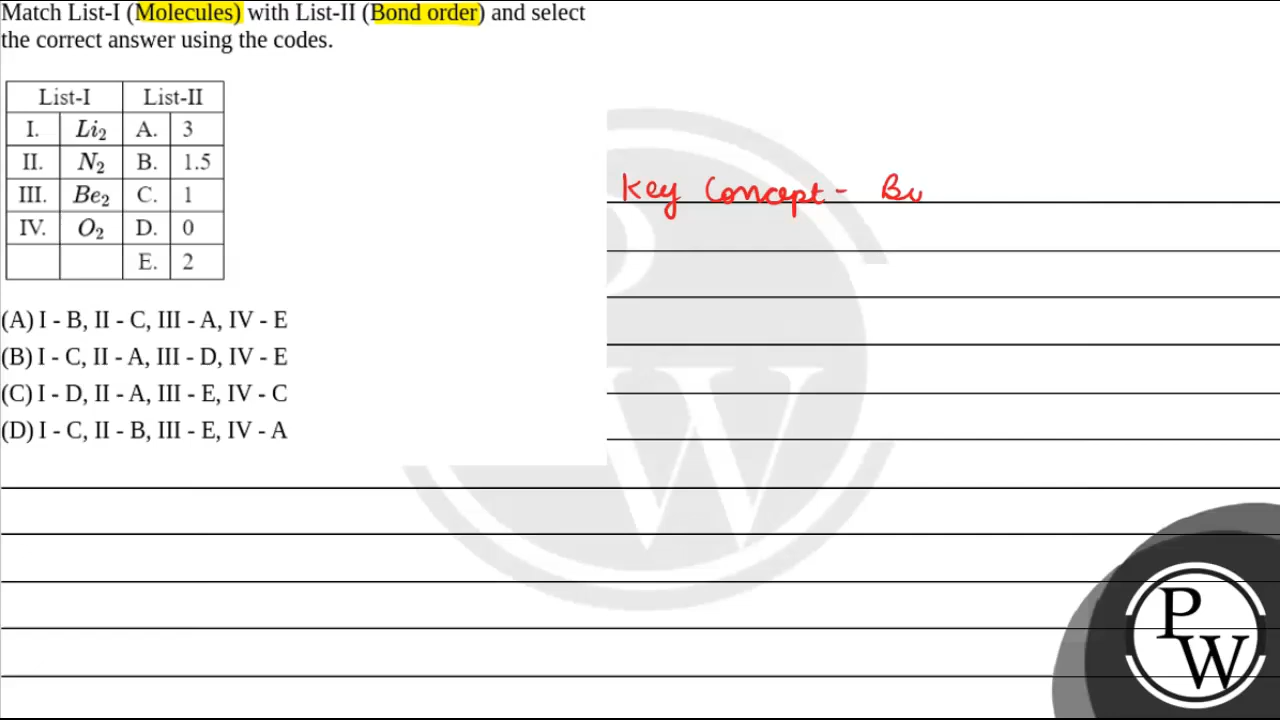 Match List-I (Molecules) with List-II (Bond order) and select
the correct answer using the codes.
List-I List-II
I. Li₂ A. 3
II. N₂ B. 1.5
III. Be₂ C. 1
IV. O₂ D. 0
E. 2
(A) I - B, II - C, III - A, IV - E
(B) I - C, II - A, III - D, IV - E
(C) I - D, II - A, III - E, IV - C
(D) I - C, II - B, III - E, IV - A
Key Concept -
P
W